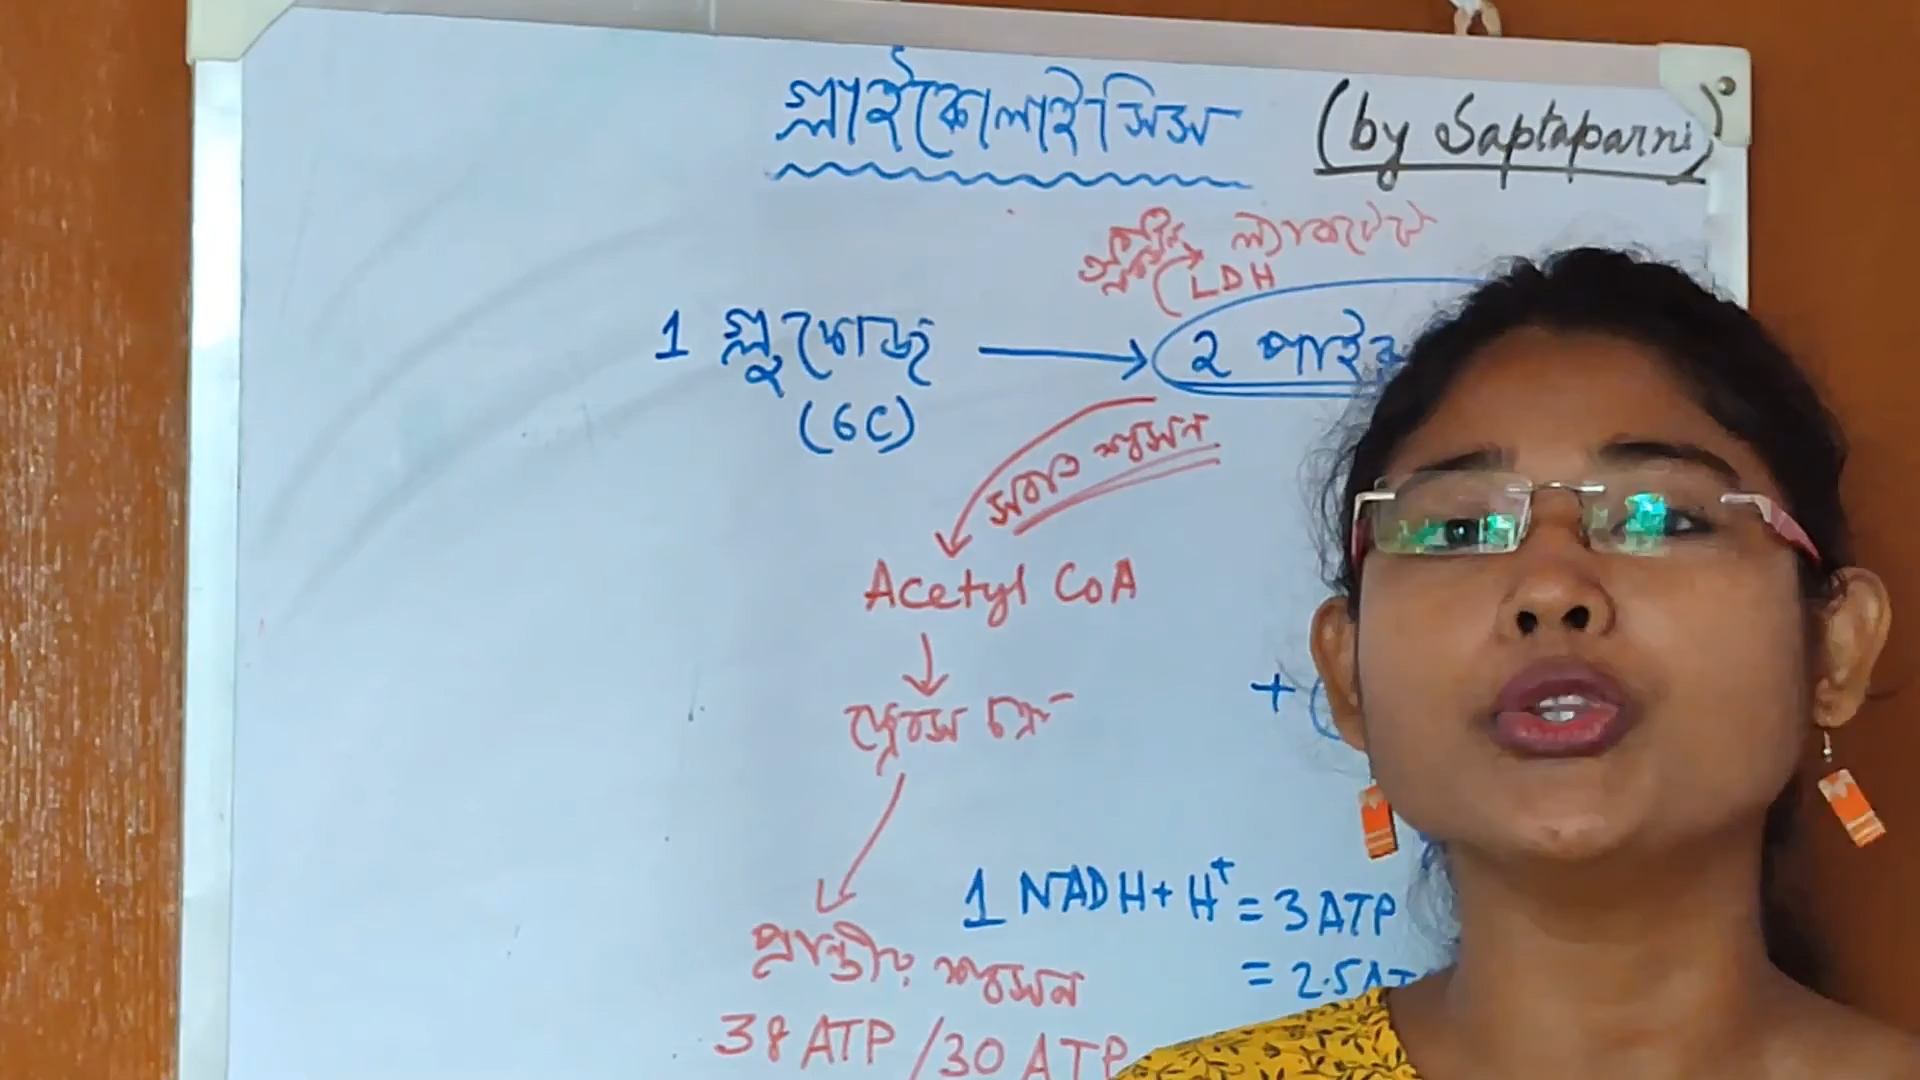 গ্লাইকোলাইসিস (by Saptaparni)
ল্যাকটেট
LDH
1 গ্লুকোজ → 2 পাইর
(6C)
সবাত শ্বসন
Acetyl CoA
ক্রেবস চক্র
1 NADH + H⁺ = 3 ATP
= 2.5 AT
প্রান্তীয় শ্বসন
38 ATP / 30 ATP